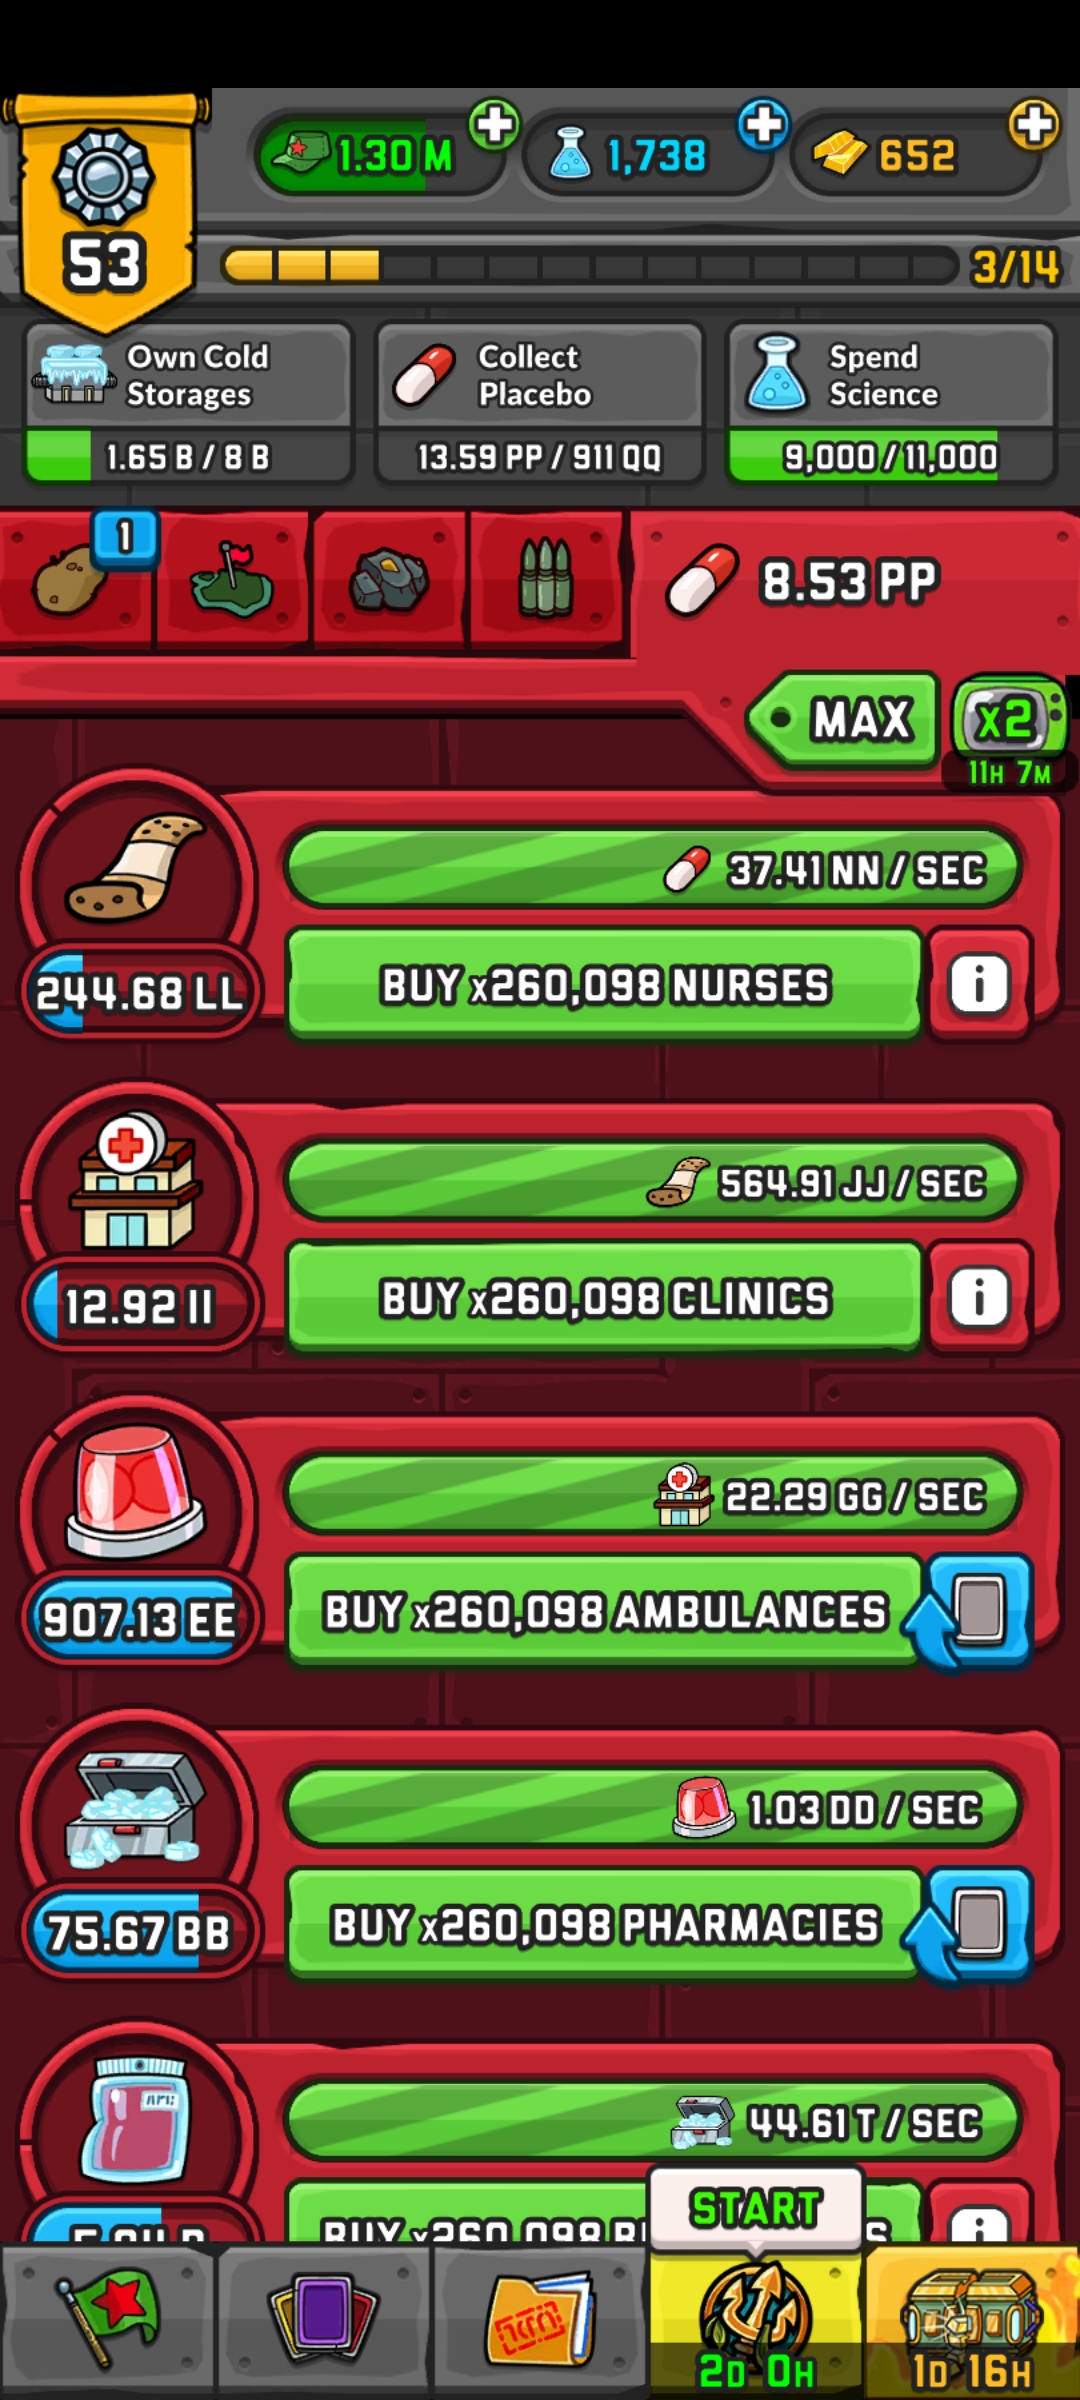 1.30 M
1,738
652
53
3/14
Own Cold
Storages
1.65 B / 8 B
Collect
Placebo
13.59 PP / 911 QQ
Spend
Science
9,000 / 11,000
1
8.53 PP
MAX
x2
11H 7M
37.41 NN / SEC
244.68 LL
BUY x260,098 NURSES
i
564.91 JJ / SEC
12.92 II
BUY x260,098 CLINICS
i
22.29 GG / SEC
907.13 EE
BUY x260,098 AMBULANCES
1.03 DD / SEC
75.67 BB
BUY x260,098 PHARMACIES
44.61 T / SEC
BUY x260,098
i
START
2D 0H
1D 16H